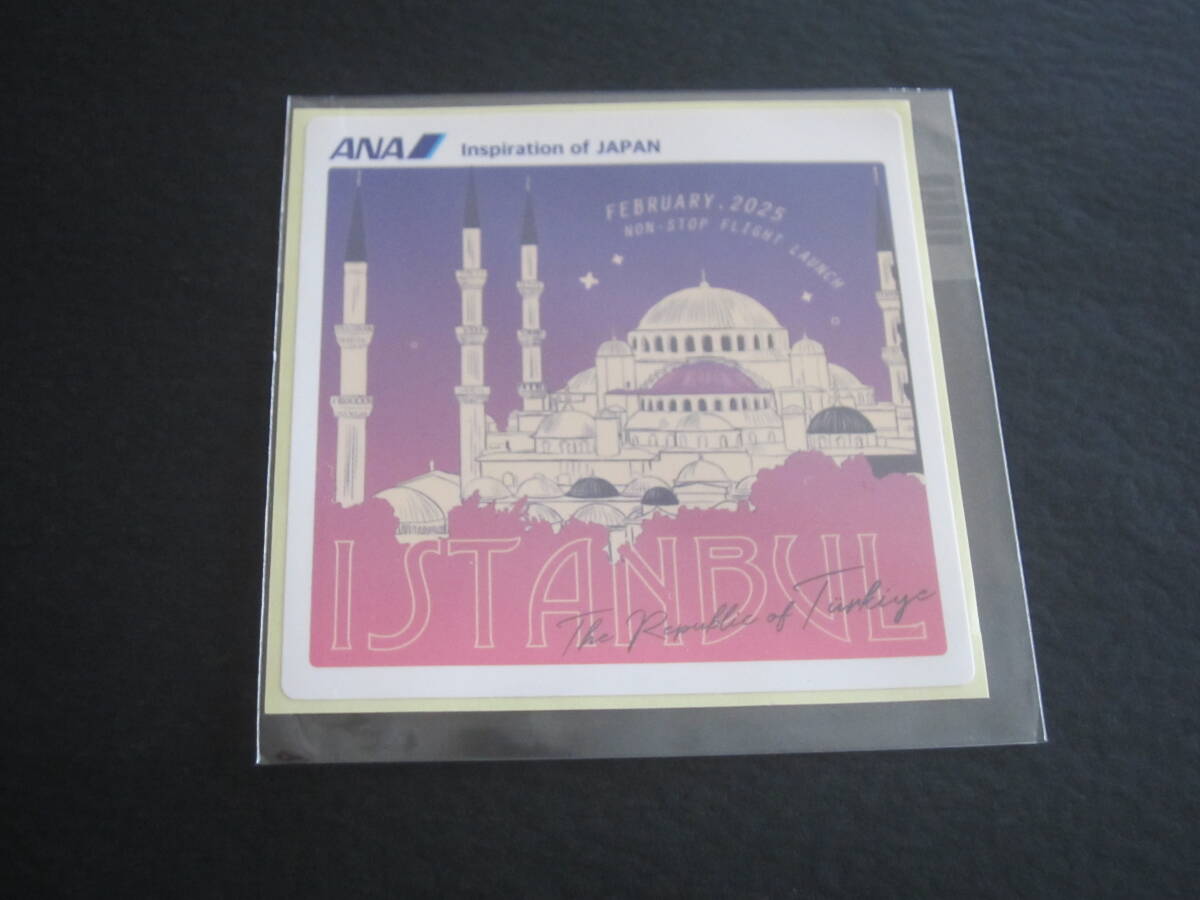 ANA Inspiration of JAPAN
FEBRUARY. 2025
NON-STOP FLIGHT LAUNCH
ISTANBUL
The Republic of Türkiye